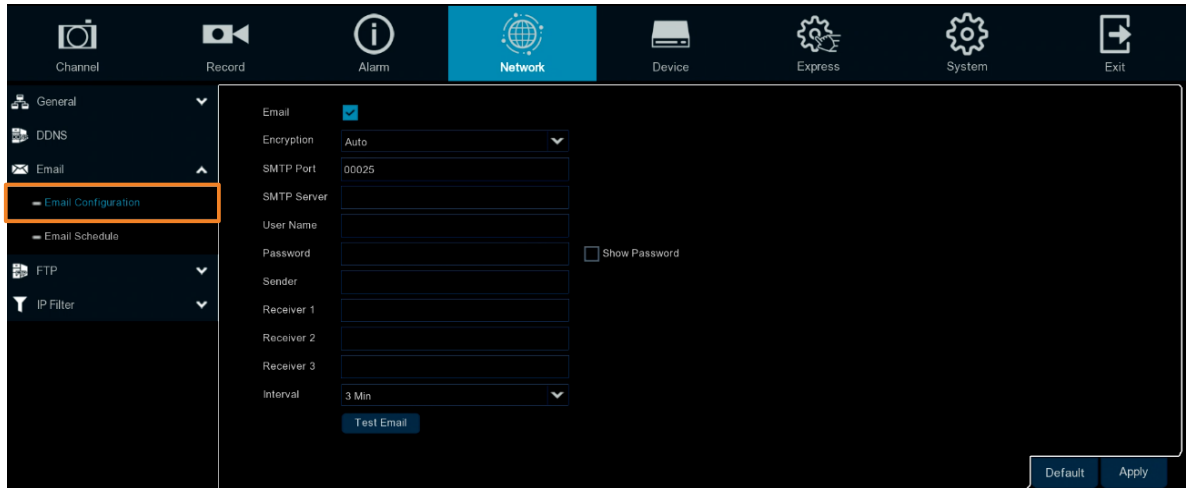 Channel
Record
Alarm
Network
Device
Express
System
Exit
General
DDNS
Email
Email Configuration
Email Schedule
FTP
IP Filter
Email
Encryption Auto
SMTP Port 00025
SMTP Server
User Name
Password Show Password
Sender
Receiver 1
Receiver 2
Receiver 3
Interval 3 Min
Test Email
Default Apply